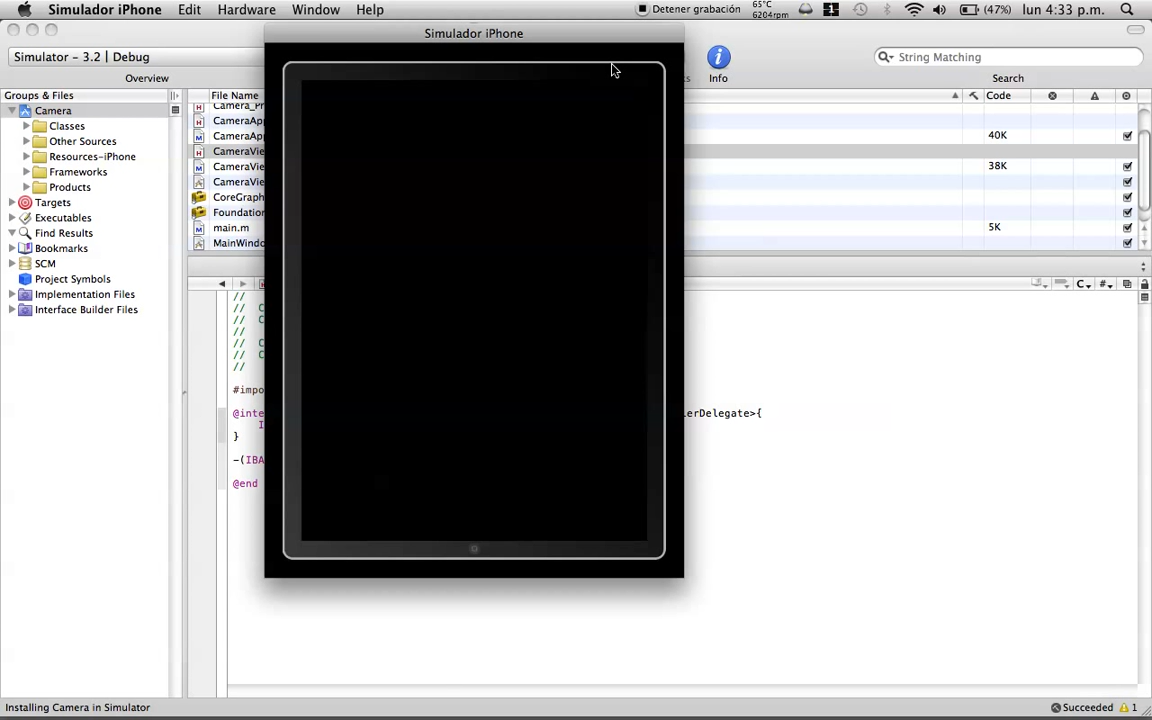 Simulador iPhone Edit Hardware Window Help Detener grabación 65°C 6204rpm 1 (47%) lun 4:33 p.m.
Simulador iPhone
Simulator - 3.2 | Debug
String Matching
Overview
Info
Search
Groups & Files
File Name
Code
Camera
Classes
Other Sources
Resources-iPhone
Frameworks
Products
Targets
Executables
Find Results
Bookmarks
SCM
Project Symbols
Implementation Files
Interface Builder Files
Camera_Pr
CameraAp
CameraAp 40K
CameraVie
CameraVie 38K
CameraVie
CoreGraph
Foundation
main.m 5K
MainWindo
C #
//
// C
// C
//
// C
// C
//
#impo
@inte lerDelegate>{
I
}
-(IBA
@end
Installing Camera in Simulator
Succeeded 1